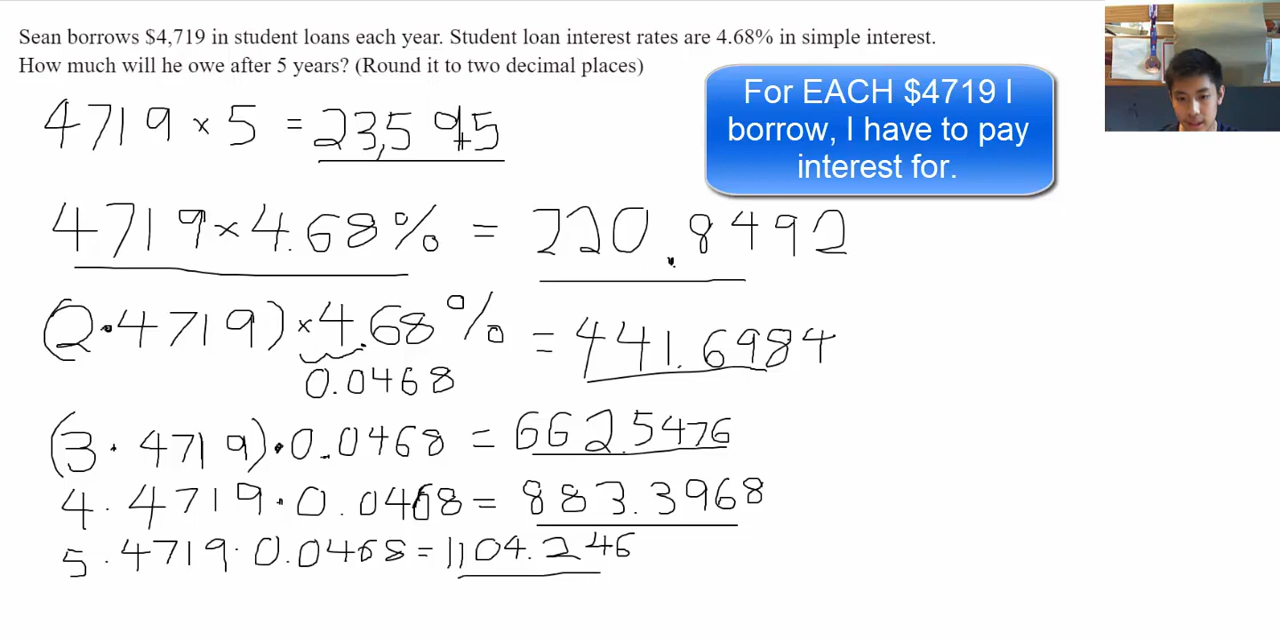 Sean borrows $4,719 in student loans each year. Student loan interest rates are 4.68% in simple interest.
How much will he owe after 5 years? (Round it to two decimal places)
For EACH $4719 I
borrow, I have to pay
interest for.
4719 × 5 = 23,595
4719 × 4.68% = 220.8492
(2·4719) × 4.68% = 441.6984
0.0468
(3·4719)·0.0468 = 662.5476
4·4719·0.0468 = 883.3968
5·4719·0.0468 = 1104.246